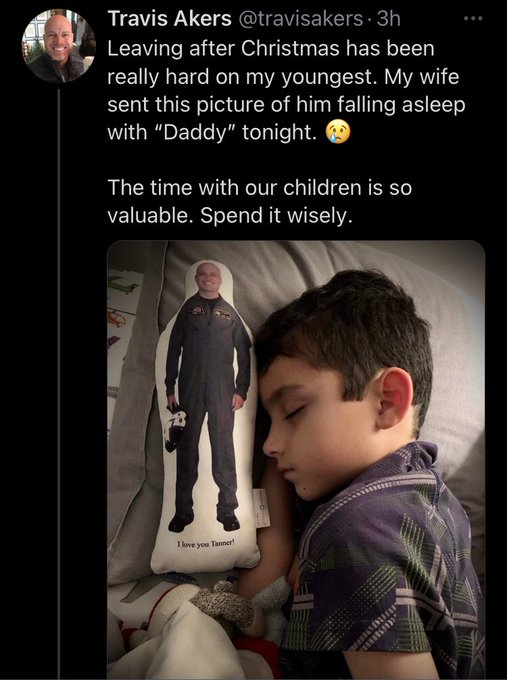 Travis Akers @travisakers · 3h
Leaving after Christmas has been
really hard on my youngest. My wife
sent this picture of him falling asleep
with “Daddy” tonight. 😢
The time with our children is so
valuable. Spend it wisely.
I love you Tanner!